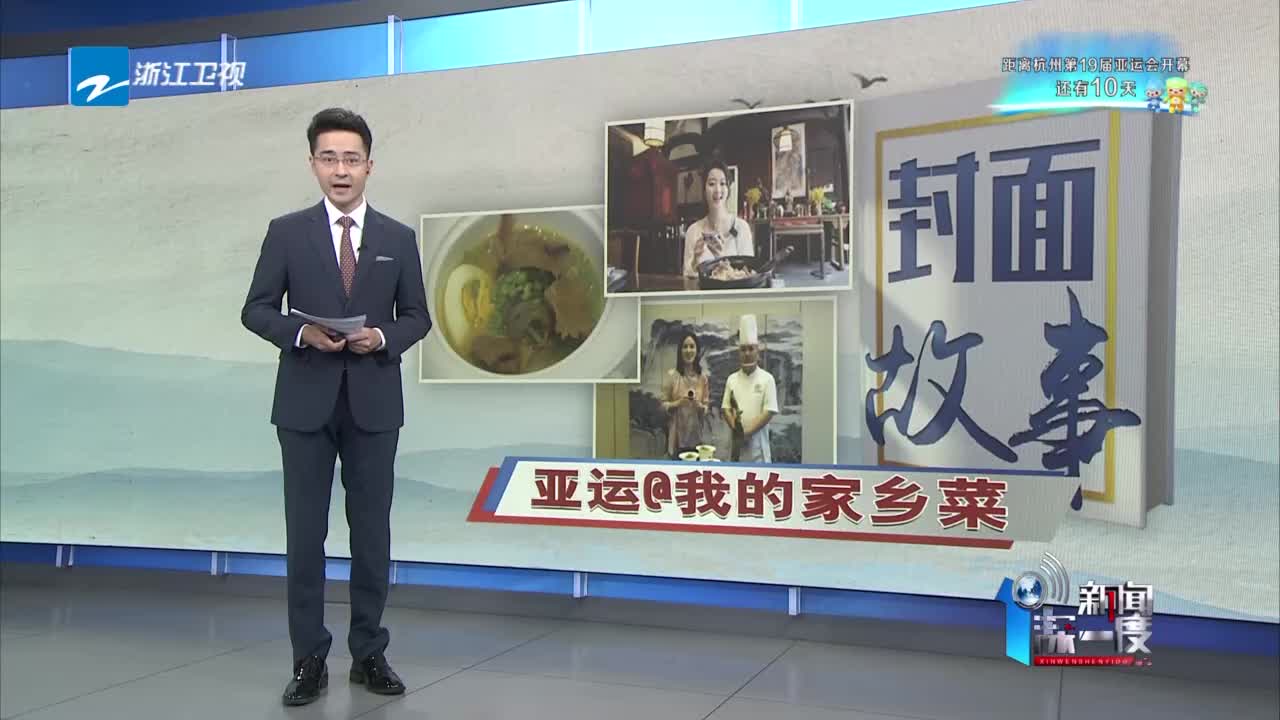 浙江卫视
距离杭州第19届亚运会开幕
还有10天
封面
故事
亚运@我的家乡菜
新闻
深一度
XINWENSHENYIDU